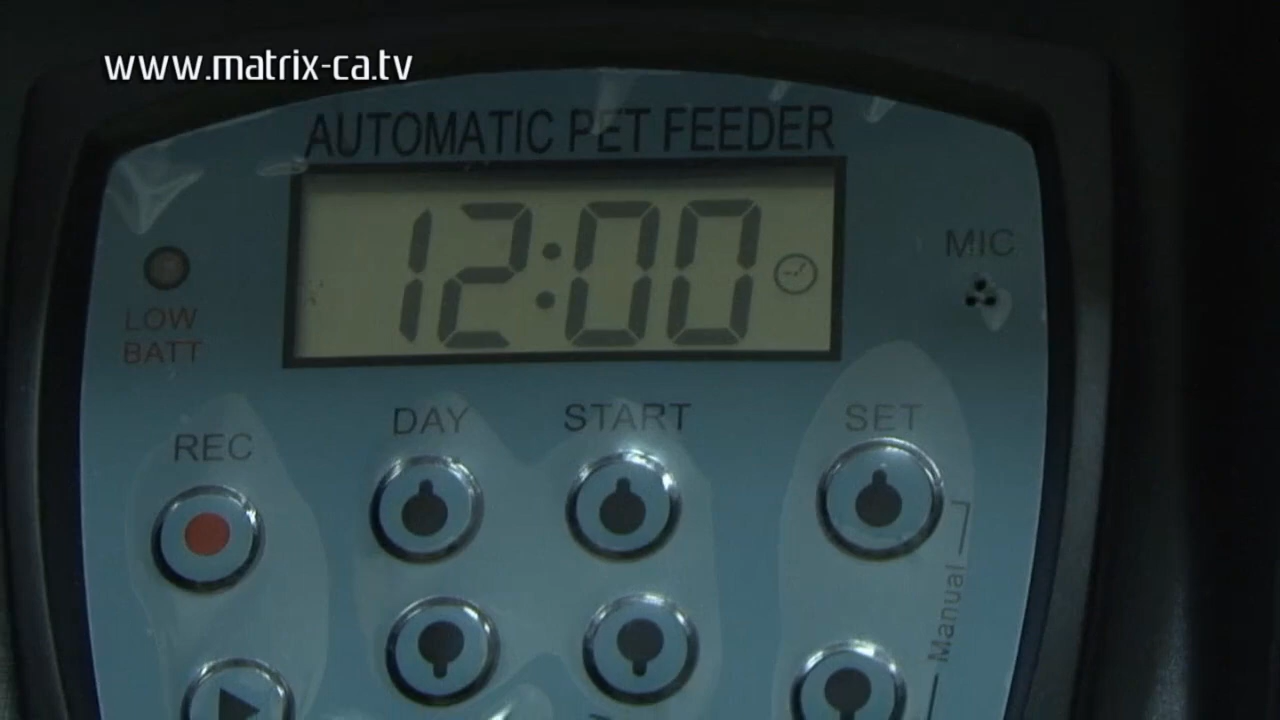 www.matrix-ca.tv
AUTOMATIC PET FEEDER
12:00
MIC
LOW
BATT
REC
DAY
START
SET
Manual